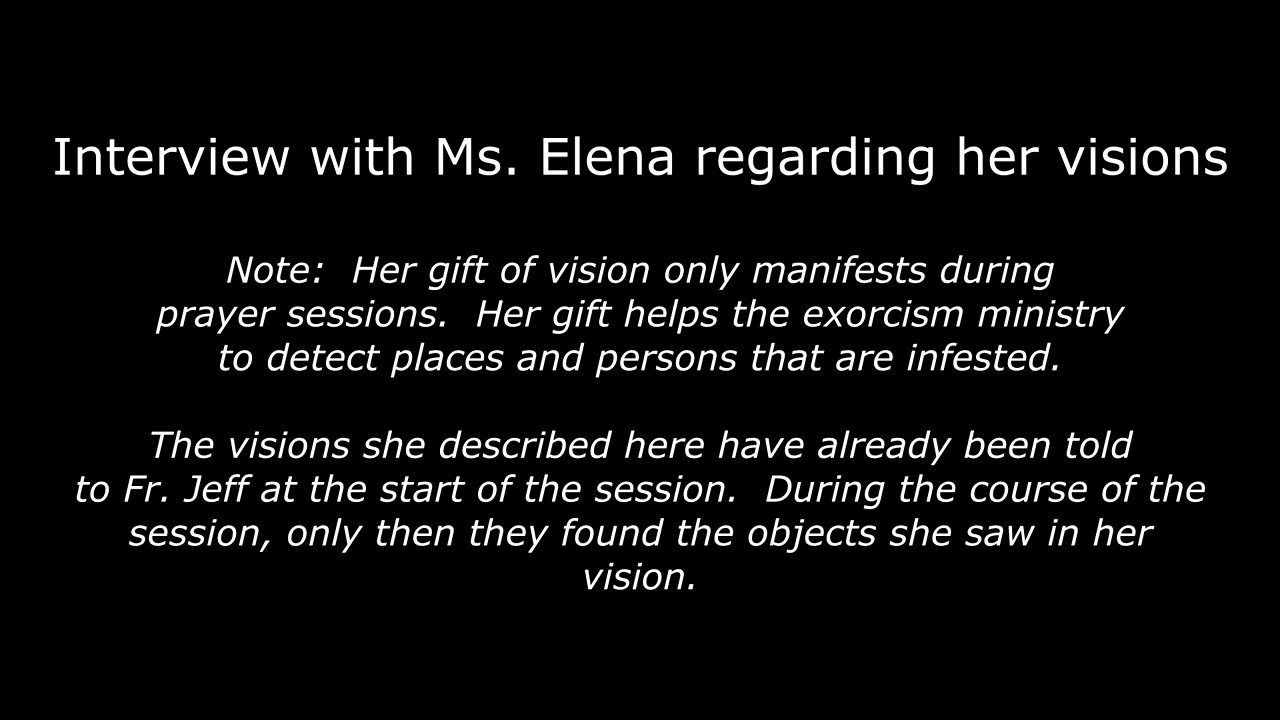 Interview with Ms. Elena regarding her visions
Note:  Her gift of vision only manifests during
prayer sessions.  Her gift helps the exorcism ministry
to detect places and persons that are infested.
The visions she described here have already been told
to Fr. Jeff at the start of the session.  During the course of the
session, only then they found the objects she saw in her
vision.